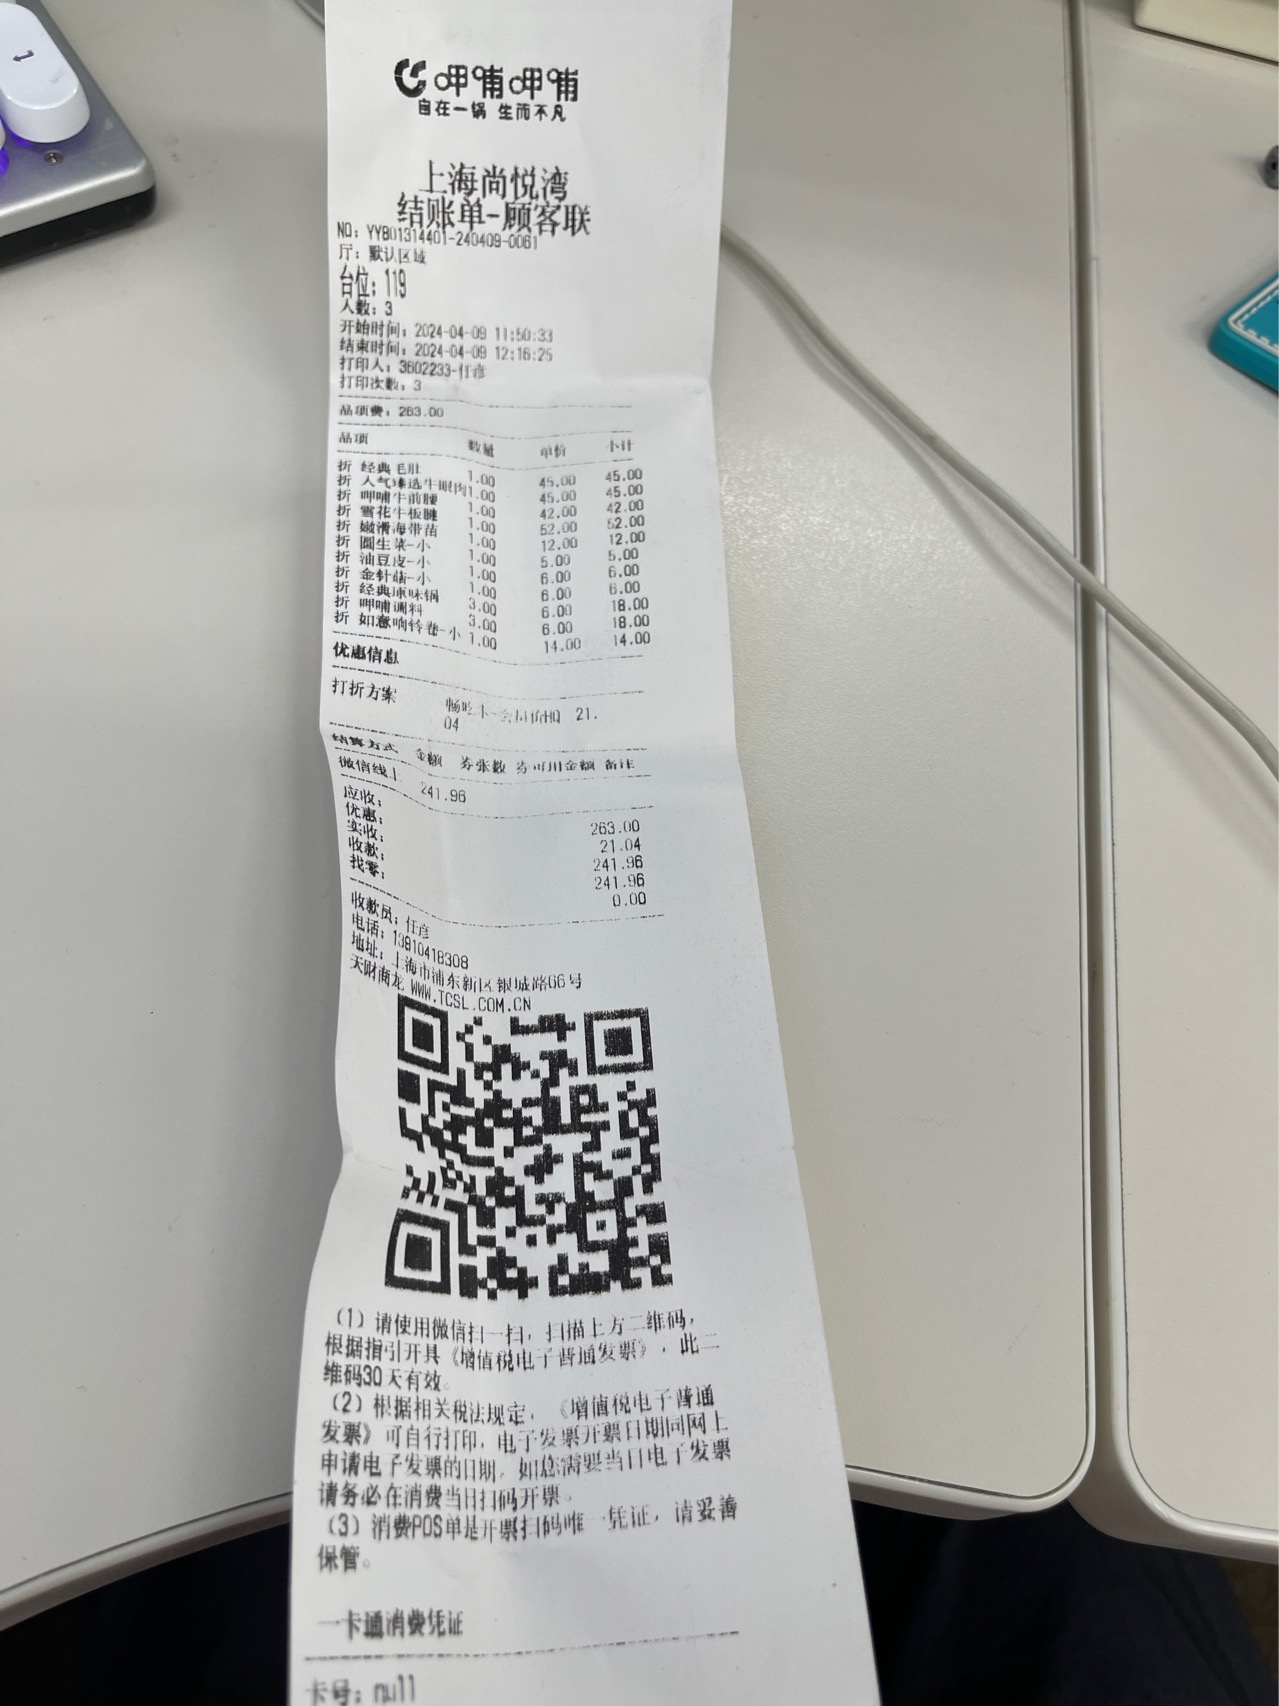 呷哺呷哺
自在一锅 生而不凡
上海尚悦湾
结账单-顾客联
NO: YYB01314401-240409-0061
厅: 默认区域
台位: 119
人数: 3
开始时间: 2024-04-09 11:50:33
结束时间: 2024-04-09 12:16:25
打印人: 3602233-任彦
打印次数: 3
品项费: 263.00
品项 数量 单价 小计
折 经典毛肚 1.00 45.00 45.00
折 人气臻选牛眼肉 1.00 45.00 45.00
折 呷哺牛前腰 1.00 42.00 42.00
折 雪花牛板腱 1.00 52.00 52.00
折 嫩滑海带苗 1.00 12.00 12.00
折 圆生菜-小 1.00 5.00 5.00
折 油豆皮-小 1.00 6.00 6.00
折 金针菇-小 1.00 6.00 6.00
折 经典原味锅 3.00 6.00 18.00
折 呷哺调料 3.00 6.00 18.00
折 如意响铃卷-小 1.00 14.00 14.00
优惠信息
打折方案 畅吃卡-会员价HQ 21.
04
结算方式 金额 券张数 券可用金额 备注
微信线上 241.96
应收: 263.00
优惠: 21.04
实收: 241.96
收款: 241.96
找零: 0.00
收款员: 任彦
电话: 13910418308
地址: 上海市浦东新区银城路66号
天财商龙 WWW.TCSL.COM.CN
(1) 请使用微信扫一扫, 扫描上方二维码,
根据指引开具《增值税电子普通发票》, 此二
维码30天有效。
(2) 根据相关税法规定, 《增值税电子普通
发票》可自行打印, 电子发票开票日期同网上
申请电子发票的日期, 如您需要当日电子发票
请务必在消费当日扫码开票。
(3) 消费POS单是开票扫码唯一凭证, 请妥善
保管。
一卡通消费凭证
卡号: null